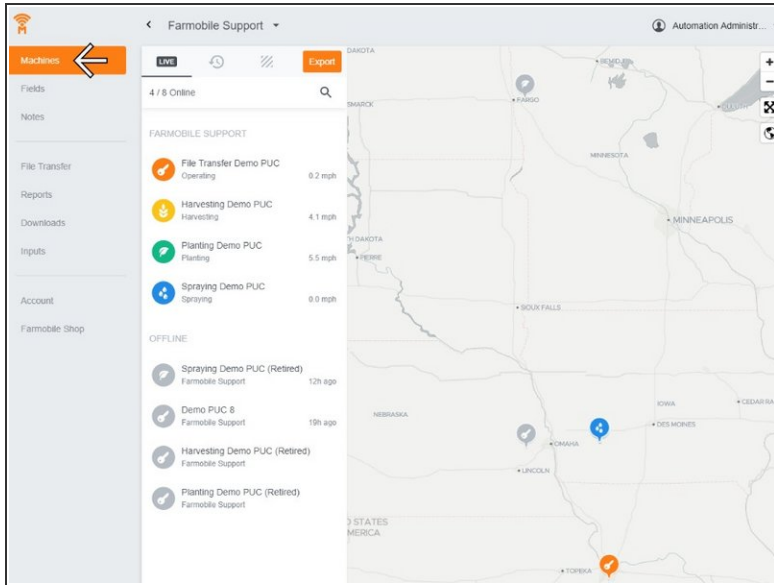 M
Farmobile Support
Automation Administr...
Machines
Fields
Notes
File Transfer
Reports
Downloads
Inputs
Account
Farmobile Shop
LIVE
Export
4 / 8 Online
FARMOBILE SUPPORT
File Transfer Demo PUC
Operating 0.2 mph
Harvesting Demo PUC
Harvesting 4.1 mph
Planting Demo PUC
Planting 5.5 mph
Spraying Demo PUC
Spraying 0.0 mph
OFFLINE
Spraying Demo PUC (Retired)
Farmobile Support 12h ago
Demo PUC 8
Farmobile Support 19h ago
Harvesting Demo PUC (Retired)
Farmobile Support
Planting Demo PUC (Retired)
Farmobile Support
DAKOTA
BEMIDJI
FARGO
SMARCK
MINNESOTA
MINNEAPOLIS
H DAKOTA
PIERRE
SIOUX FALLS
IOWA
CEDAR RA
NEBRASKA
DES MOINES
OMAHA
LINCOLN
STATES
MERICA
TOPEKA